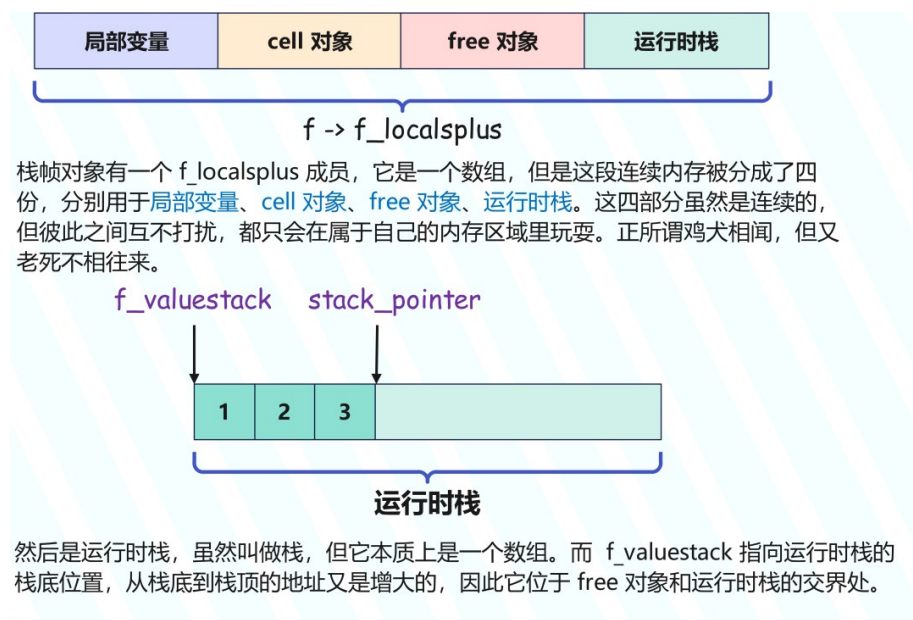 局部变量 cell 对象 free 对象 运行时栈
f -> f_localsplus
栈帧对象有一个 f_localsplus 成员，它是一个数组，但是这段连续内存被分成了四
份，分别用于局部变量、cell 对象、free 对象、运行时栈。这四部分虽然是连续的，
但彼此之间互不打扰，都只会在属于自己的内存区域里玩耍。正所谓鸡犬相闻，但又
老死不相往来。
f_valuestack stack_pointer
1 2 3
运行时栈
然后是运行时栈，虽然叫做栈，但它本质上是一个数组。而 f_valuestack 指向运行时栈的
栈底位置，从栈底到栈顶的地址又是增大的，因此它位于 free 对象和运行时栈的交界处。